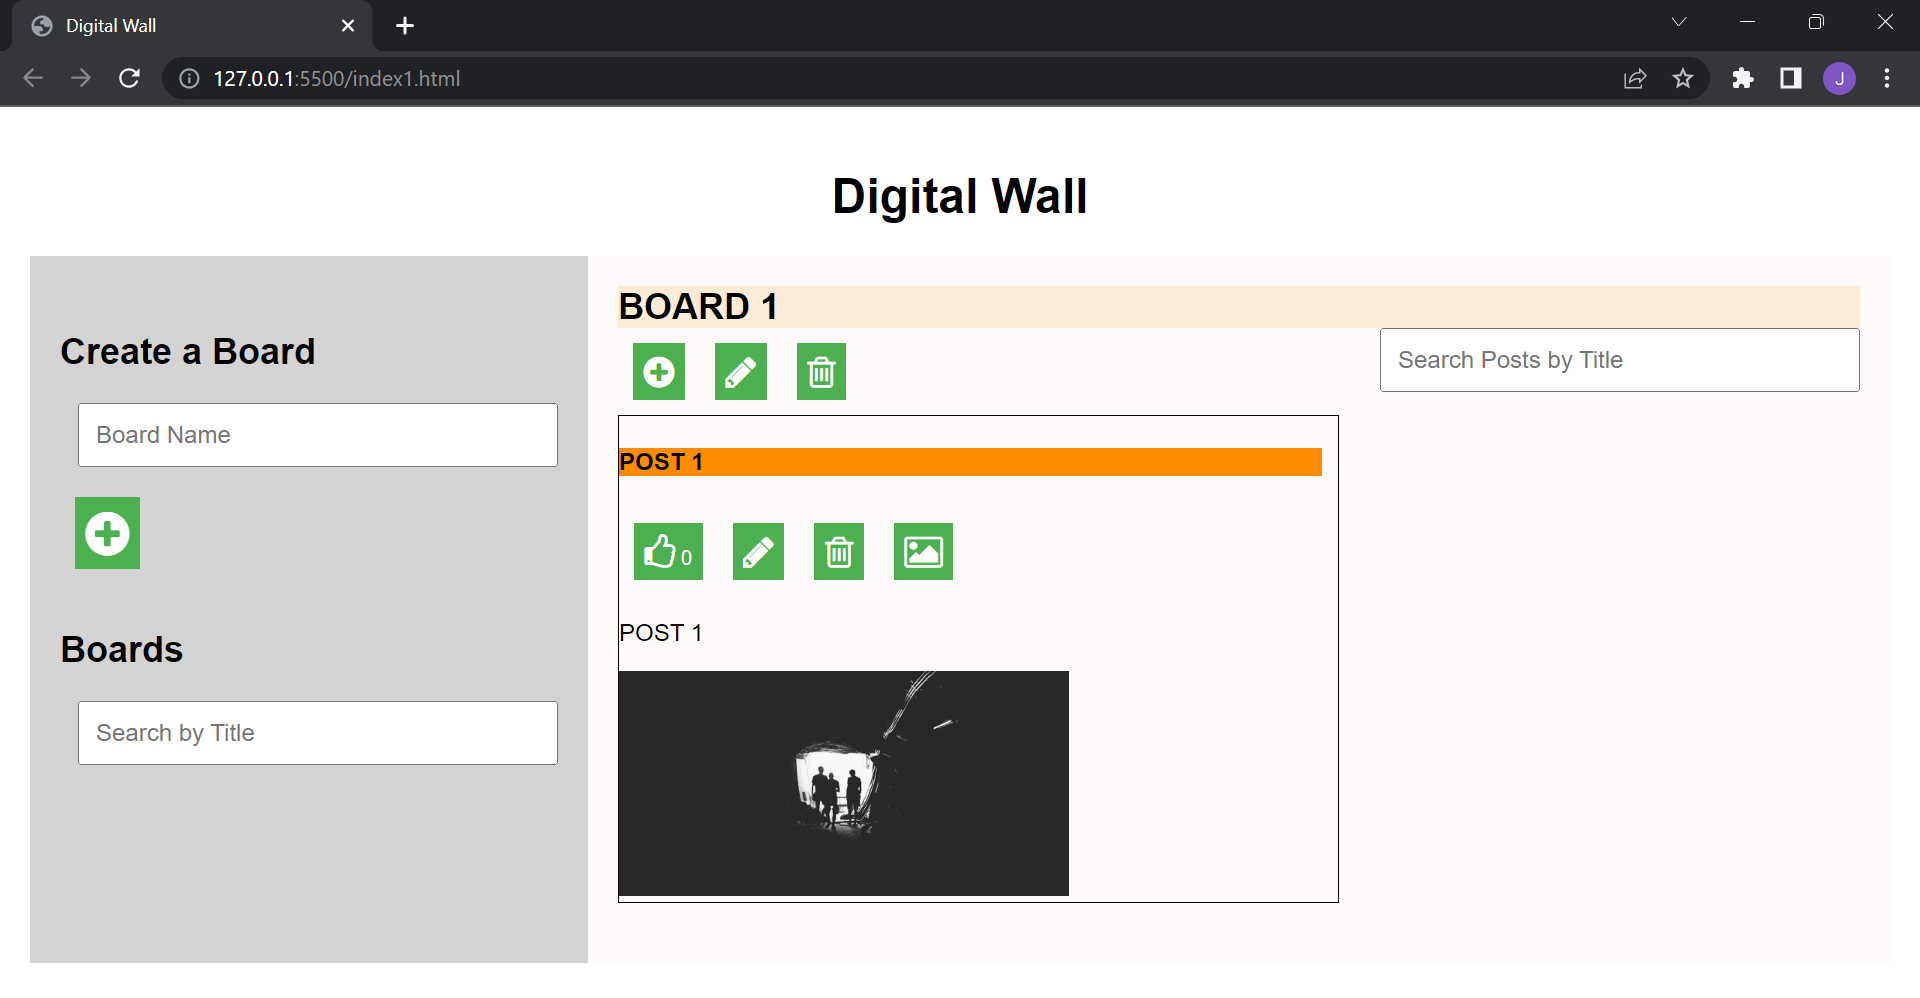 Digital Wall
127.0.0.1:5500/index1.html
J
Digital Wall
Create a Board
Board Name
Boards
Search by Title
BOARD 1
Search Posts by Title
POST 1
0
POST 1